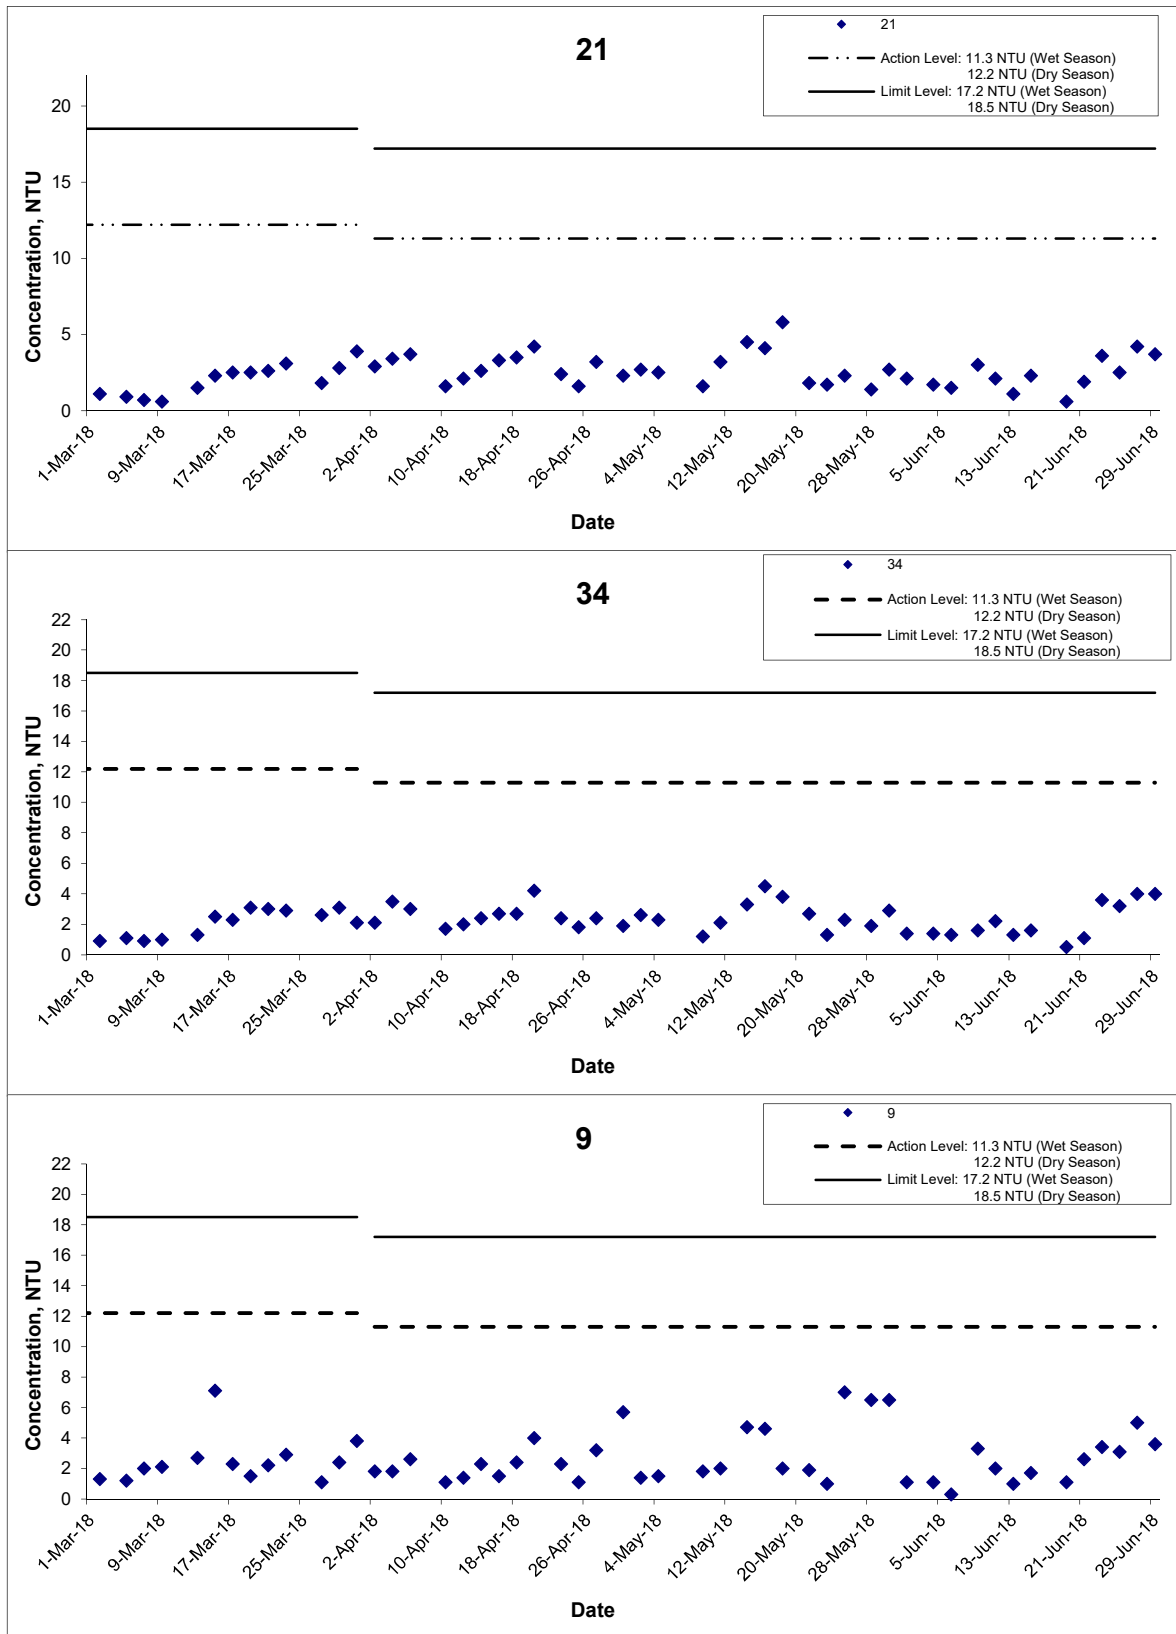 21
21
Action Level: 11.3 NTU (Wet Season)
12.2 NTU (Dry Season)
Limit Level: 17.2 NTU (Wet Season)
18.5 NTU (Dry Season)
Concentration, NTU
20
15
10
5
0
1-Mar-18
9-Mar-18
17-Mar-18
25-Mar-18
2-Apr-18
10-Apr-18
18-Apr-18
26-Apr-18
4-May-18
12-May-18
20-May-18
28-May-18
5-Jun-18
13-Jun-18
21-Jun-18
29-Jun-18
Date
34
34
Action Level: 11.3 NTU (Wet Season)
12.2 NTU (Dry Season)
Limit Level: 17.2 NTU (Wet Season)
18.5 NTU (Dry Season)
Concentration, NTU
22
20
18
16
14
12
10
8
6
4
2
0
1-Mar-18
9-Mar-18
17-Mar-18
25-Mar-18
2-Apr-18
10-Apr-18
18-Apr-18
26-Apr-18
4-May-18
12-May-18
20-May-18
28-May-18
5-Jun-18
13-Jun-18
21-Jun-18
29-Jun-18
Date
9
9
Action Level: 11.3 NTU (Wet Season)
12.2 NTU (Dry Season)
Limit Level: 17.2 NTU (Wet Season)
18.5 NTU (Dry Season)
Concentration, NTU
22
20
18
16
14
12
10
8
6
4
2
0
1-Mar-18
9-Mar-18
17-Mar-18
25-Mar-18
2-Apr-18
10-Apr-18
18-Apr-18
26-Apr-18
4-May-18
12-May-18
20-May-18
28-May-18
5-Jun-18
13-Jun-18
21-Jun-18
29-Jun-18
Date